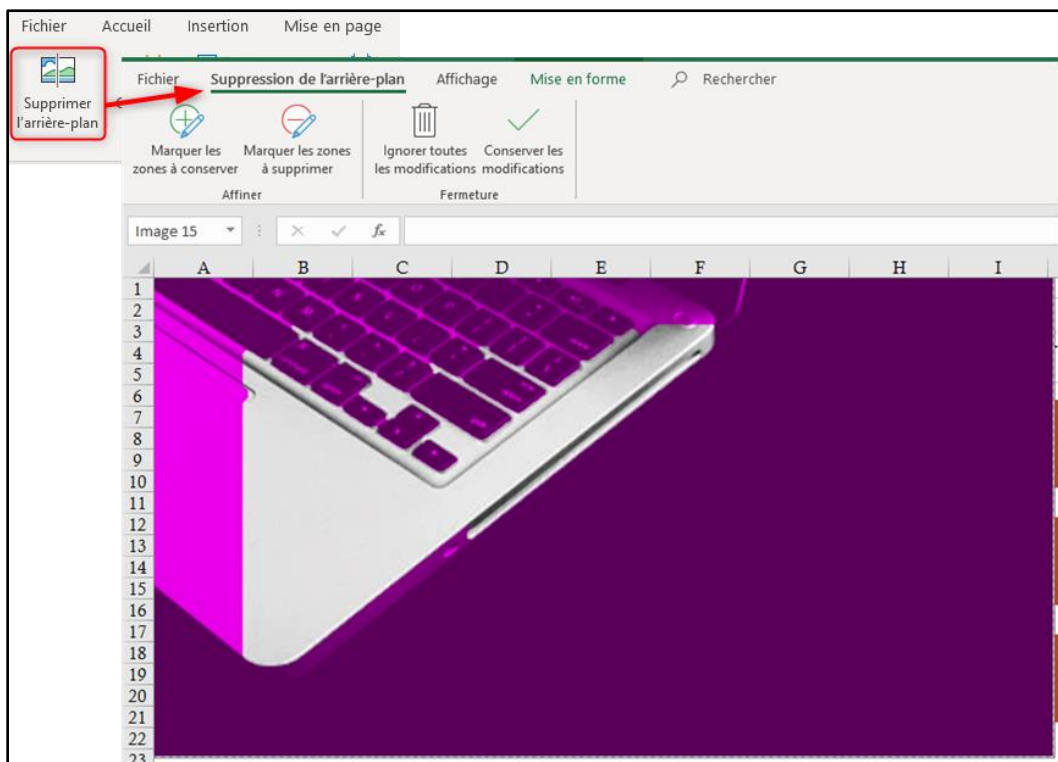 Fichier Accueil Insertion Mise en page
Supprimer
l'arrière-plan
Fichier Suppression de l'arrière-plan Affichage Mise en forme Rechercher
Marquer les Marquer les zones Ignorer toutes Conserver les
zones à conserver à supprimer les modifications modifications
Affiner Fermeture
Image 15 fx
A B C D E F G H I
1
2
3
4
5
6
7
8
9
10
11
12
13
14
15
16
17
18
19
20
21
22
23